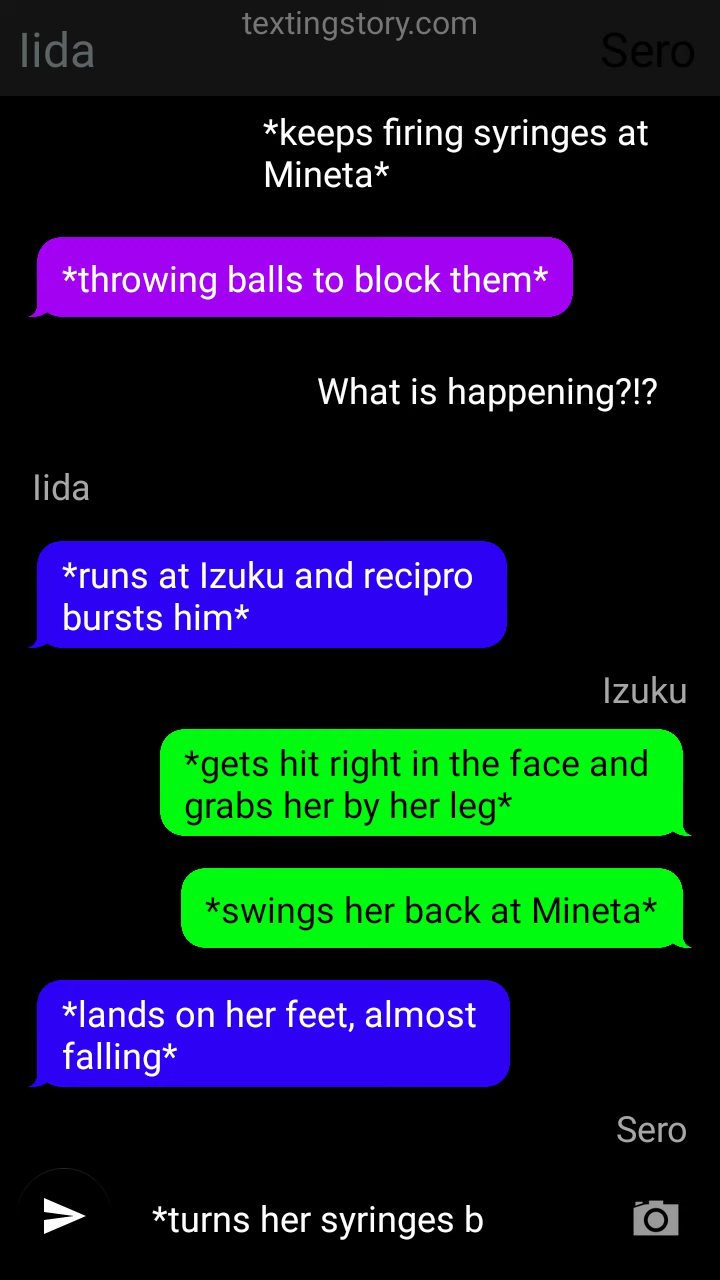 textingstory.com
Iida
Sero
*keeps firing syringes at
Mineta*
*throwing balls to block them*
What is happening?!?
Iida
*runs at Izuku and recipro
bursts him*
Izuku
*gets hit right in the face and
grabs her by her leg*
*swings her back at Mineta*
*lands on her feet, almost
falling*
Sero
*turns her syringes b